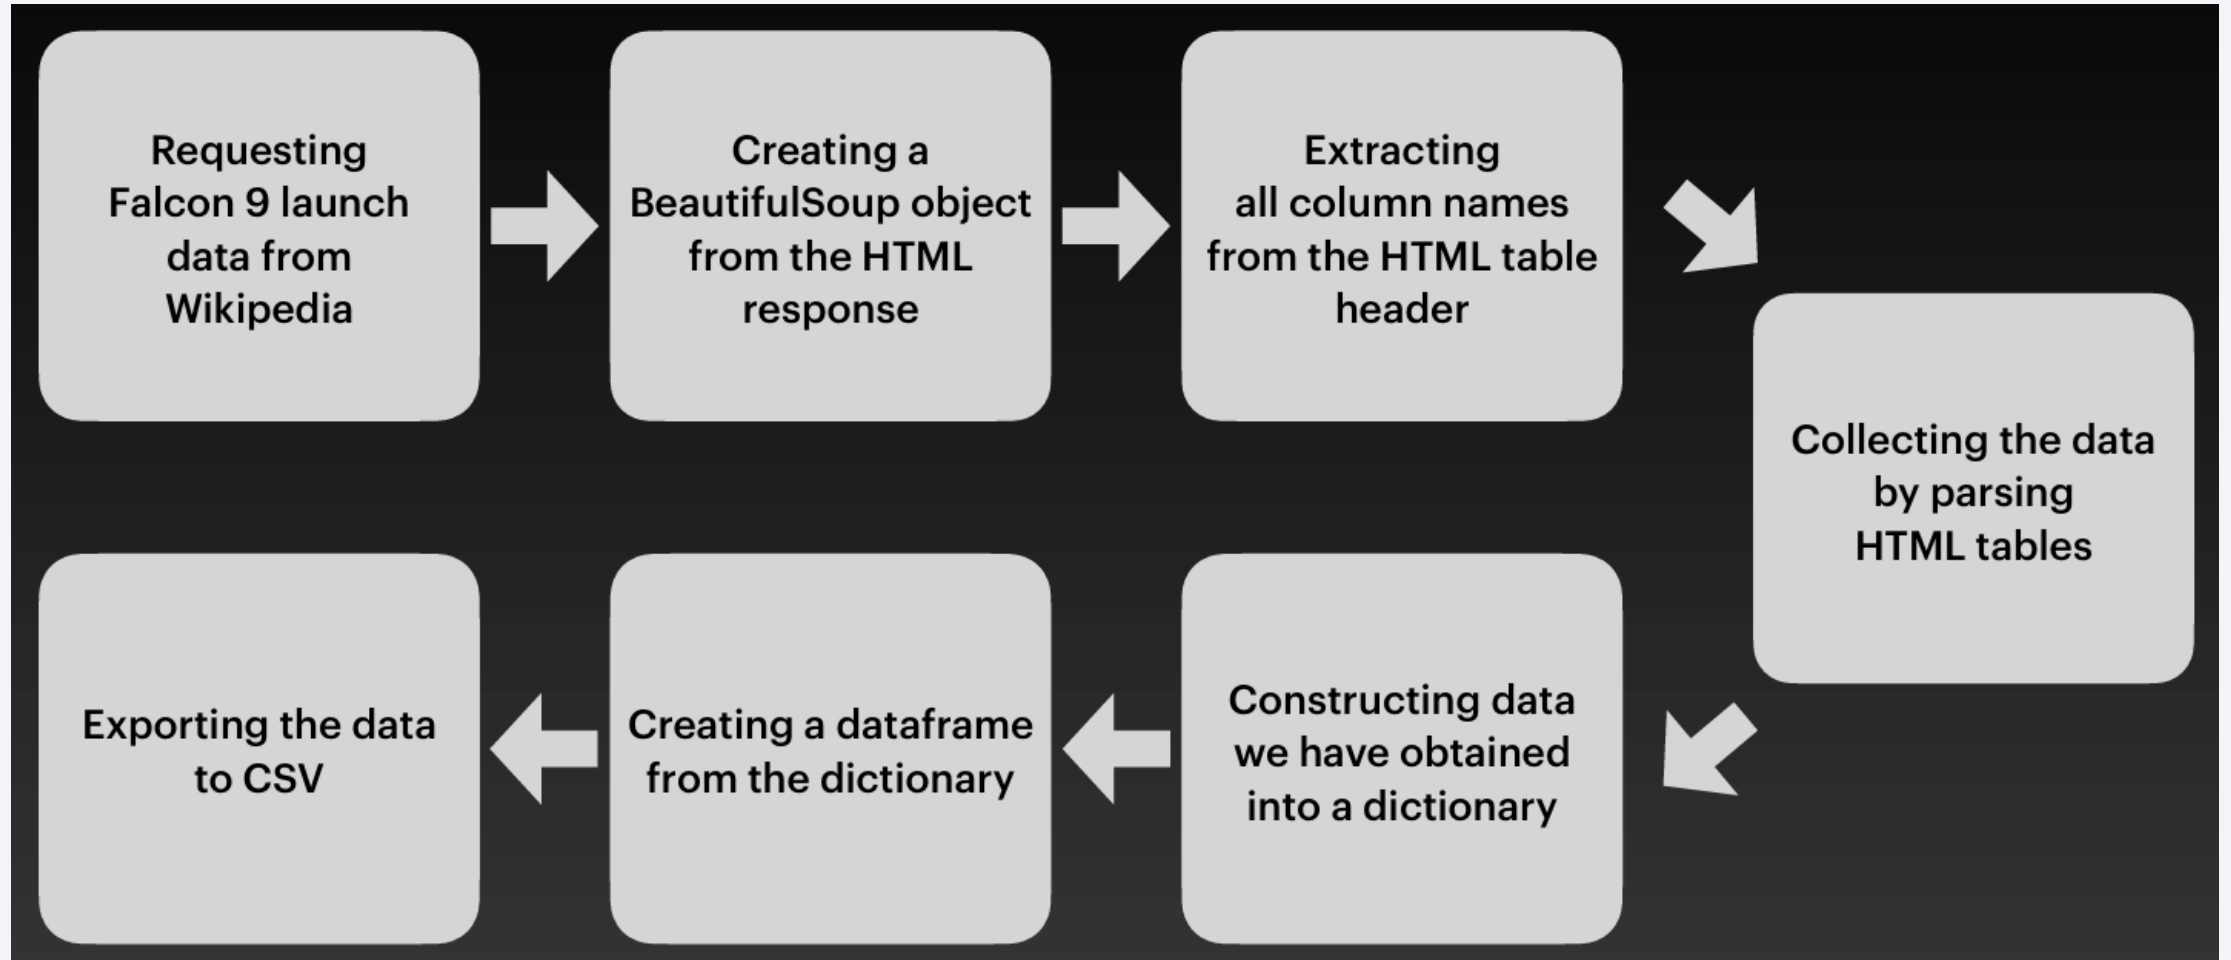 Requesting
Falcon 9 launch
data from
Wikipedia
Creating a
BeautifulSoup object
from the HTML
response
Extracting
all column names
from the HTML table
header
Collecting the data
by parsing
HTML tables
Constructing data
we have obtained
into a dictionary
Creating a dataframe
from the dictionary
Exporting the data
to CSV